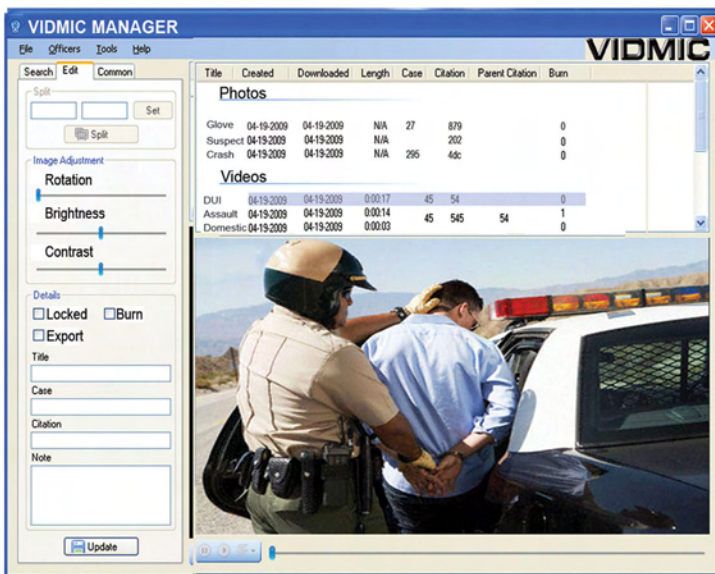 VIDMIC MANAGER
File Officers Tools Help
VIDMIC
Search Edit Common
Title Created Downloaded Length Case Citation Parent Citation Burn
Split
Set
Split
Image Adjustment
Rotation
Brightness
Contrast
Photos
Glove 04-19-2009 04-19-2009 N/A 27 879 0
Suspect 04-19-2009 04-19-2009 N/A 202 0
Crash 04-19-2009 04-19-2009 N/A 295 4dc 0
Videos
DUI 04-19-2009 04-19-2009 0:00:17 45 54 0
Assault 04-19-2009 04-19-2009 0:00:14 45 545 54 1
Domestic 04-19-2009 04-19-2009 0:00:03 0
Details
Locked Burn
Export
Title
Case
Citation
Note
Update